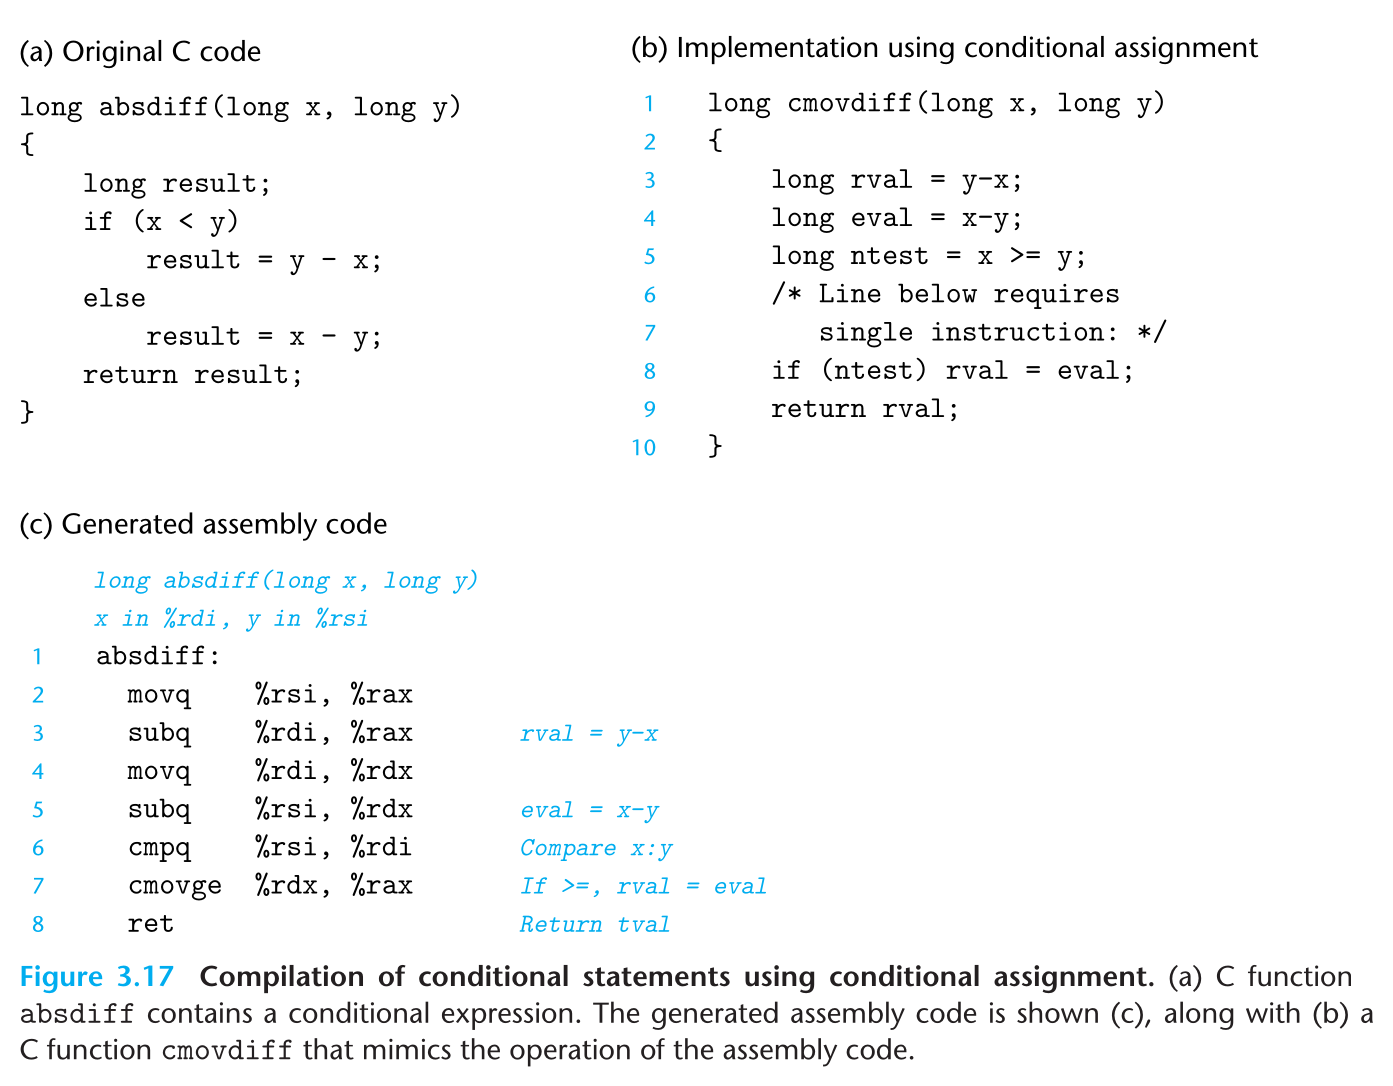 (a) Original C code
long absdiff(long x, long y)
{
    long result;
    if (x < y)
        result = y - x;
    else
        result = x - y;
    return result;
}
(b) Implementation using conditional assignment
1 long cmovdiff(long x, long y)
2 {
3     long rval = y-x;
4     long eval = x-y;
5     long ntest = x >= y;
6     /* Line below requires
7        single instruction: */
8     if (ntest) rval = eval;
9     return rval;
10 }
(c) Generated assembly code
long absdiff(long x, long y)
x in %rdi, y in %rsi
1 absdiff:
2   movq %rsi, %rax
3   subq %rdi, %rax rval = y-x
4   movq %rdi, %rdx
5   subq %rsi, %rdx eval = x-y
6   cmpq %rsi, %rdi Compare x:y
7   cmovge %rdx, %rax If >=, rval = eval
8   ret Return tval
Figure 3.17 Compilation of conditional statements using conditional assignment. (a) C function
absdiff contains a conditional expression. The generated assembly code is shown (c), along with (b) a
C function cmovdiff that mimics the operation of the assembly code.